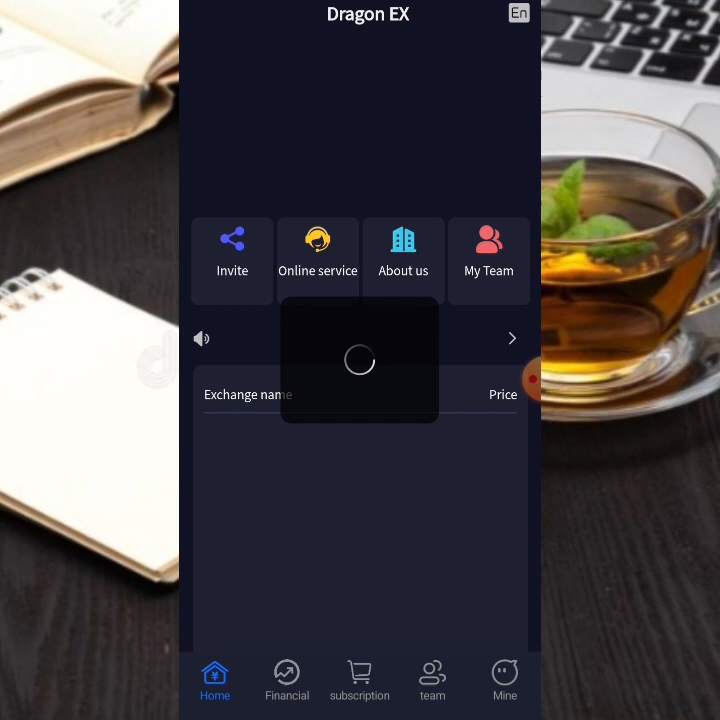 Dragon EX
En
Invite
Online service
About us
My Team
Exchange name
Price
Home
Financial
subscription
team
Mine